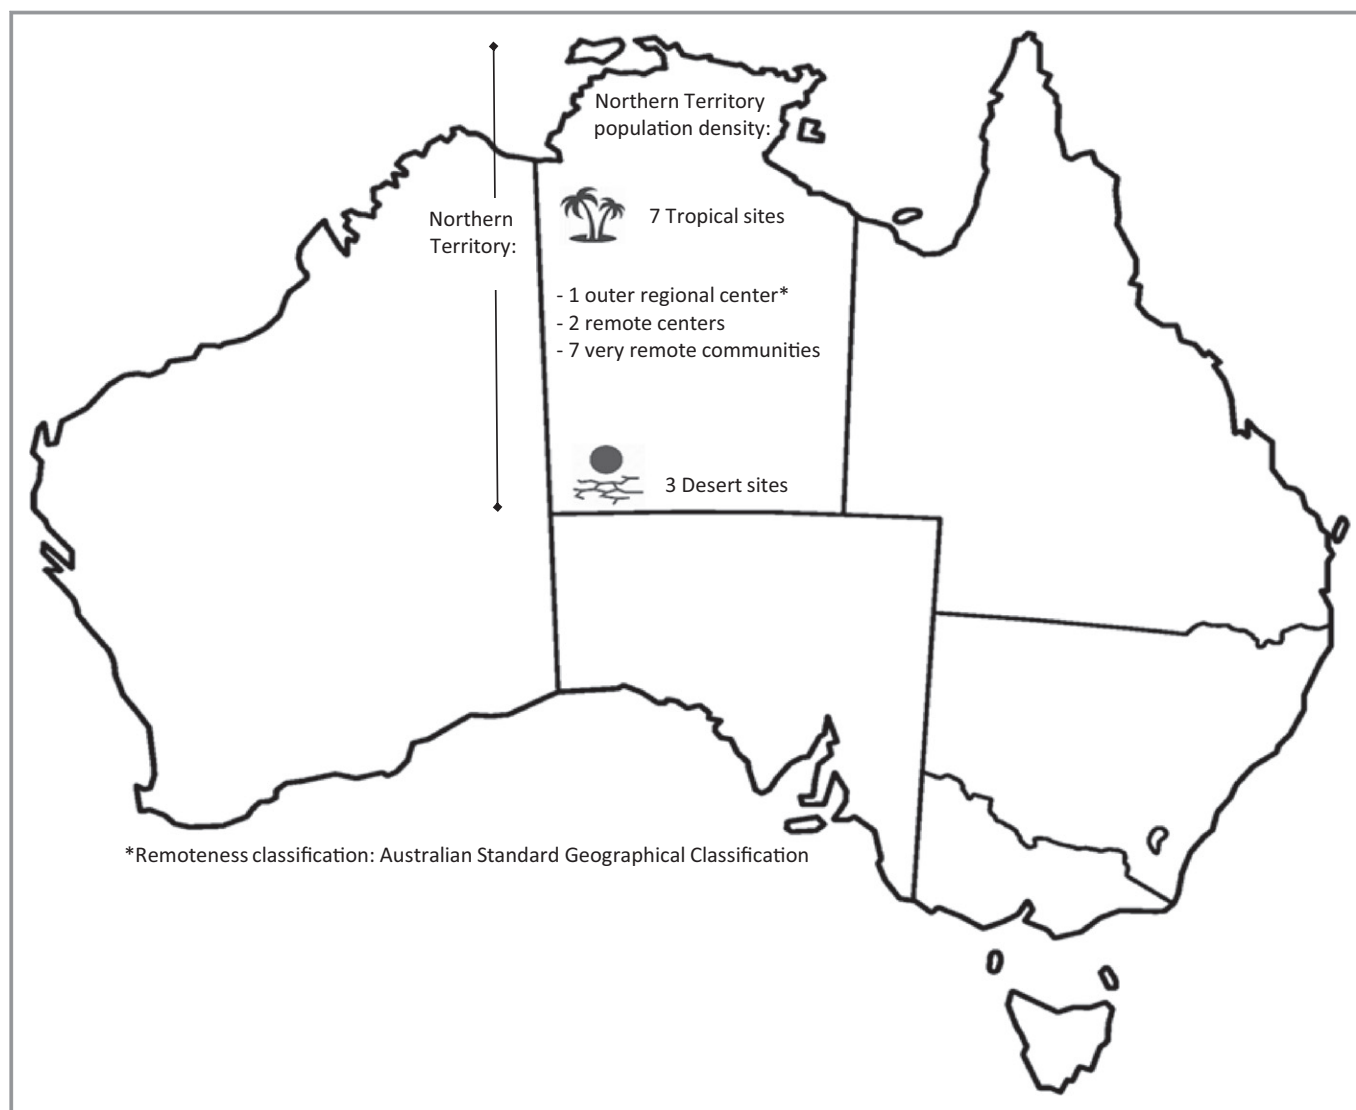 Northern Territory
population density:
7 Tropical sites
Northern
Territory:
- 1 outer regional center*
- 2 remote centers
- 7 very remote communities
3 Desert sites
*Remoteness classification: Australian Standard Geographical Classification